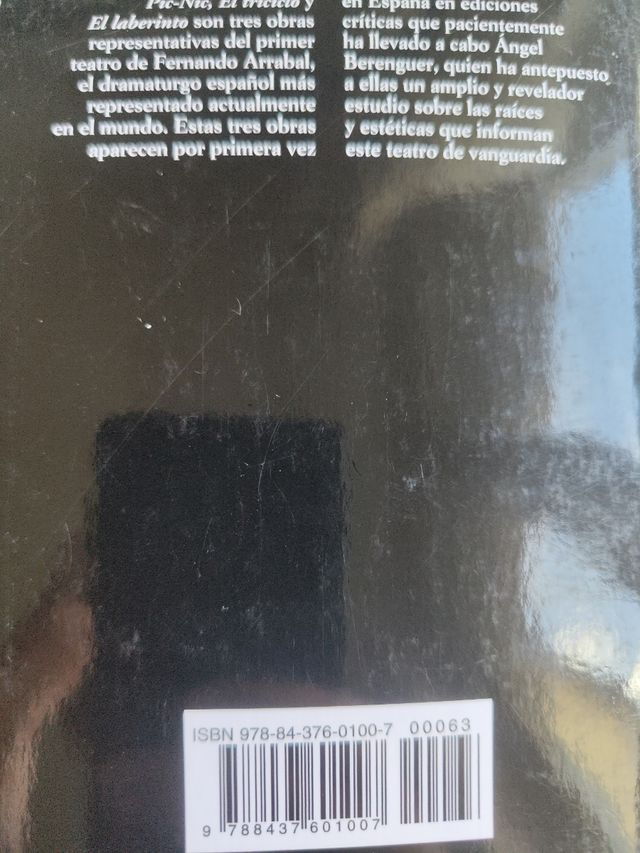 Pic-Nic, El triciclo y
El laberinto son tres obras
representativas del primer
teatro de Fernando Arrabal,
el dramaturgo español más
representado actualmente
en el mundo. Estas tres obras
aparecen por primera vez
en España en ediciones
críticas que pacientemente
ha llevado a cabo Ángel
Berenguer, quien ha antepuesto
a ellas un amplio y revelador
estudio sobre las raíces
y estéticas que informan
este teatro de vanguardia.
ISBN 978-84-376-0100-7 00063
9 788437 601007